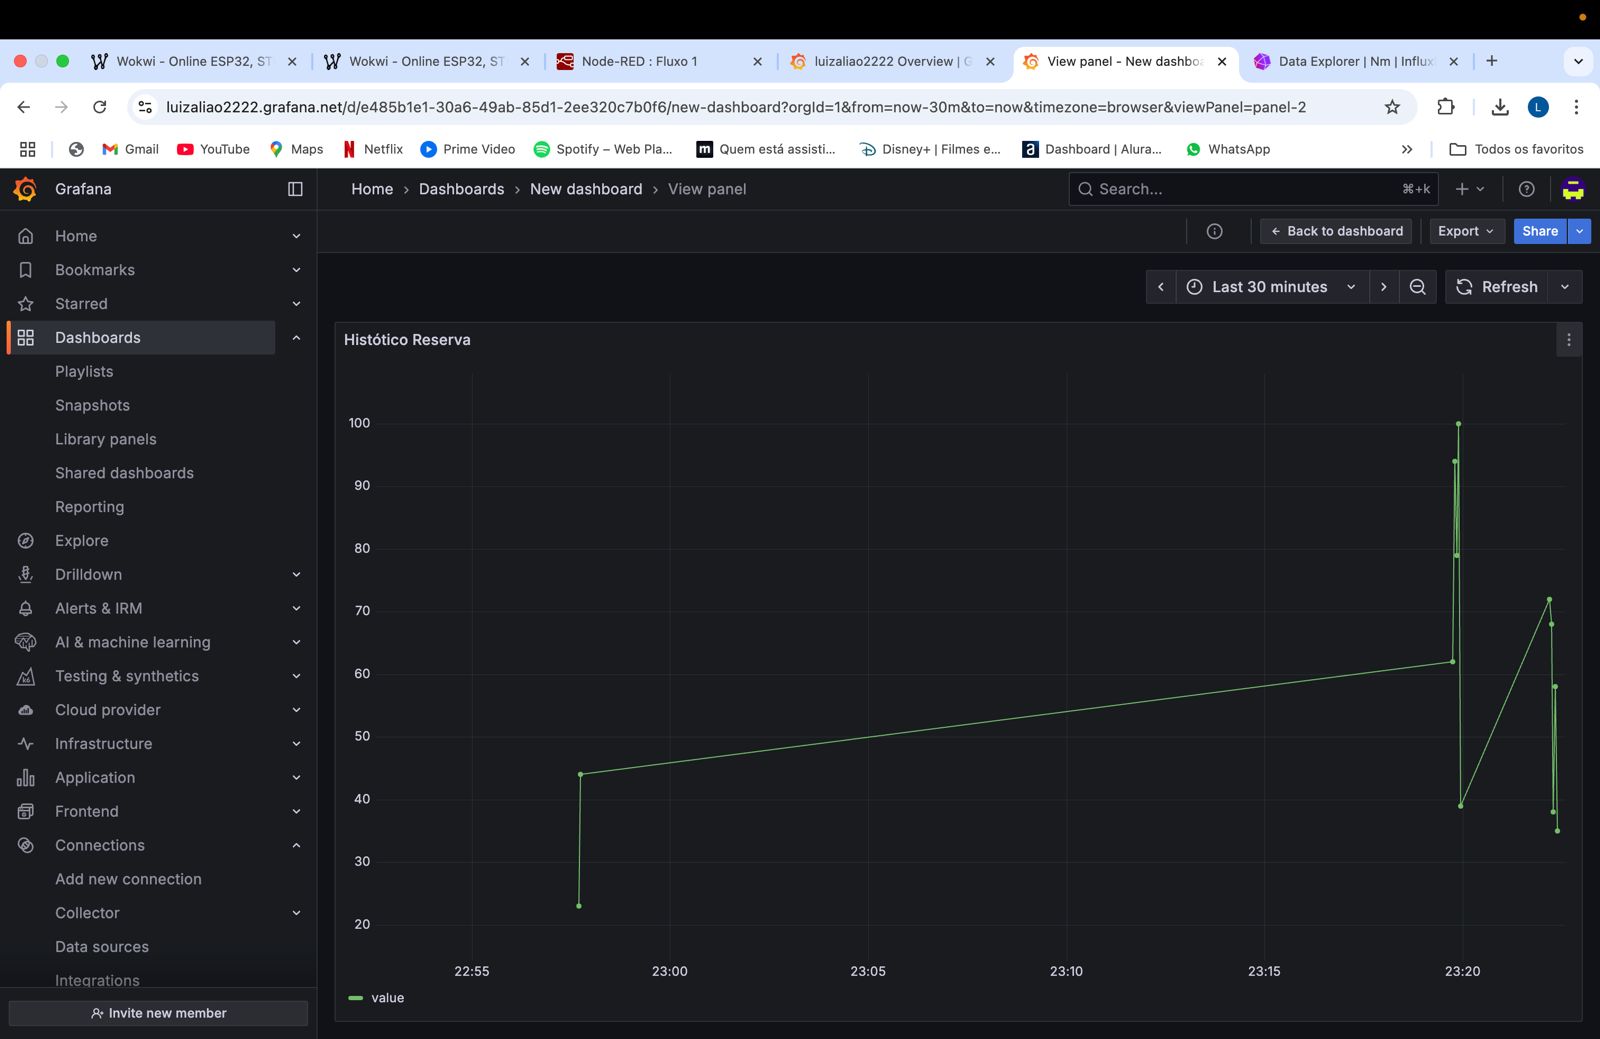 Wokwi - Online ESP32, ST
Wokwi - Online ESP32, ST
Node-RED : Fluxo 1
luizaliao2222 Overview | G
View panel - New dashboa
Data Explorer | Nm | Influx
luizaliao2222.grafana.net/d/e485b1e1-30a6-49ab-85d1-2ee320c7b0f6/new-dashboard?orgId=1&from=now-30m&to=now&timezone=browser&viewPanel=panel-2
L
Gmail
YouTube
Maps
Netflix
Prime Video
Spotify – Web Pla...
Quem está assisti...
Disney+ | Filmes e...
Dashboard | Alura...
WhatsApp
Todos os favoritos
Grafana
Home › Dashboards › New dashboard › View panel
Search...
⌘+k
Back to dashboard
Export
Share
Last 30 minutes
Refresh
Home
Bookmarks
Starred
Dashboards
Playlists
Snapshots
Library panels
Shared dashboards
Reporting
Explore
Drilldown
Alerts & IRM
AI & machine learning
Testing & synthetics
Cloud provider
Infrastructure
Application
Frontend
Connections
Add new connection
Collector
Data sources
Integrations
Invite new member
Histótico Reserva
100
90
80
70
60
50
40
30
20
22:55
23:00
23:05
23:10
23:15
23:20
value